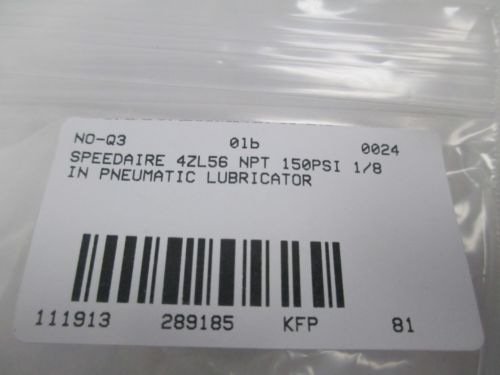 NO-Q3 01b 0024
SPEEDAIRE 4ZL56 NPT 150PSI 1/8
IN PNEUMATIC LUBRICATOR
111913 289185 KFP 81